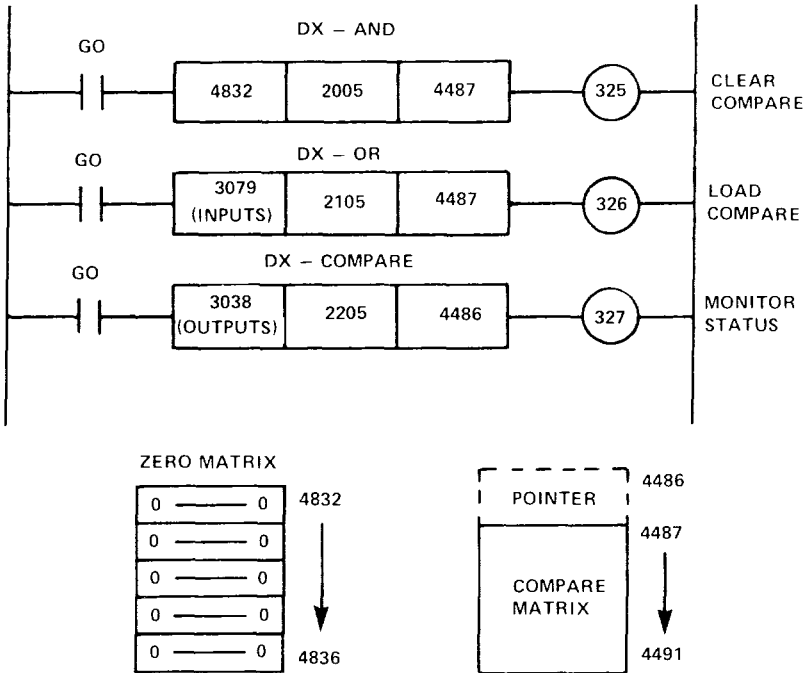 DX – AND
GO
4832 2005 4487 325
CLEAR
COMPARE
DX – OR
GO
3079
(INPUTS)
2105 4487 326
LOAD
COMPARE
DX – COMPARE
GO
3038
(OUTPUTS)
2205 4486 327
MONITOR
STATUS
ZERO MATRIX
0 — 0 4832
0 — 0
0 — 0
0 — 0
0 — 0 4836
POINTER
4486
4487
COMPARE
MATRIX
4491